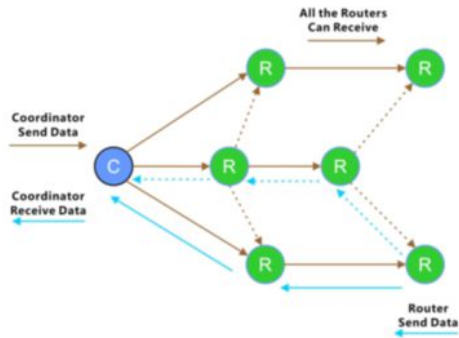 All the Routers
Can Receive
R
R
Coordinator
Send Data
C
R
R
Coordinator
Receive Data
R
R
Router
Send Data